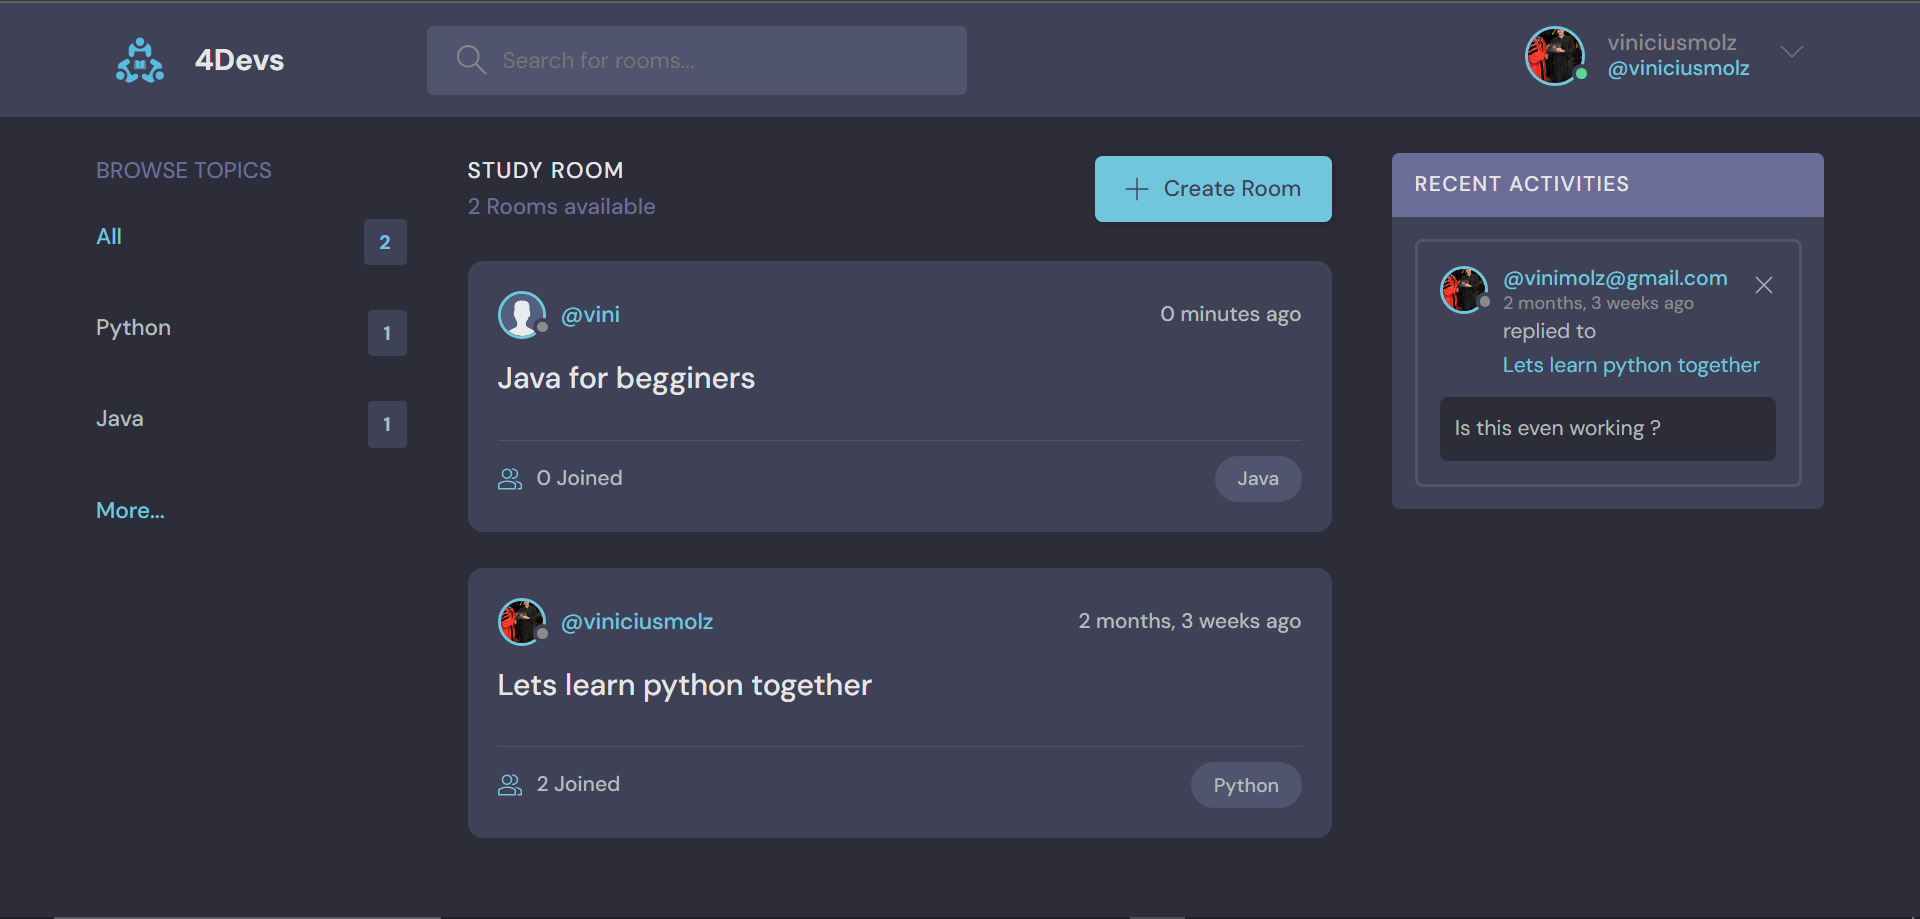 4Devs
Search for rooms...
viniciusmolz
@viniciusmolz
BROWSE TOPICS
All
2
Python
1
Java
1
More...
STUDY ROOM
2 Rooms available
Create Room
@vini
0 minutes ago
Java for begginers
0 Joined
Java
@viniciusmolz
2 months, 3 weeks ago
Lets learn python together
2 Joined
Python
RECENT ACTIVITIES
@vinimolz@gmail.com
2 months, 3 weeks ago
replied to
Lets learn python together
Is this even working ?